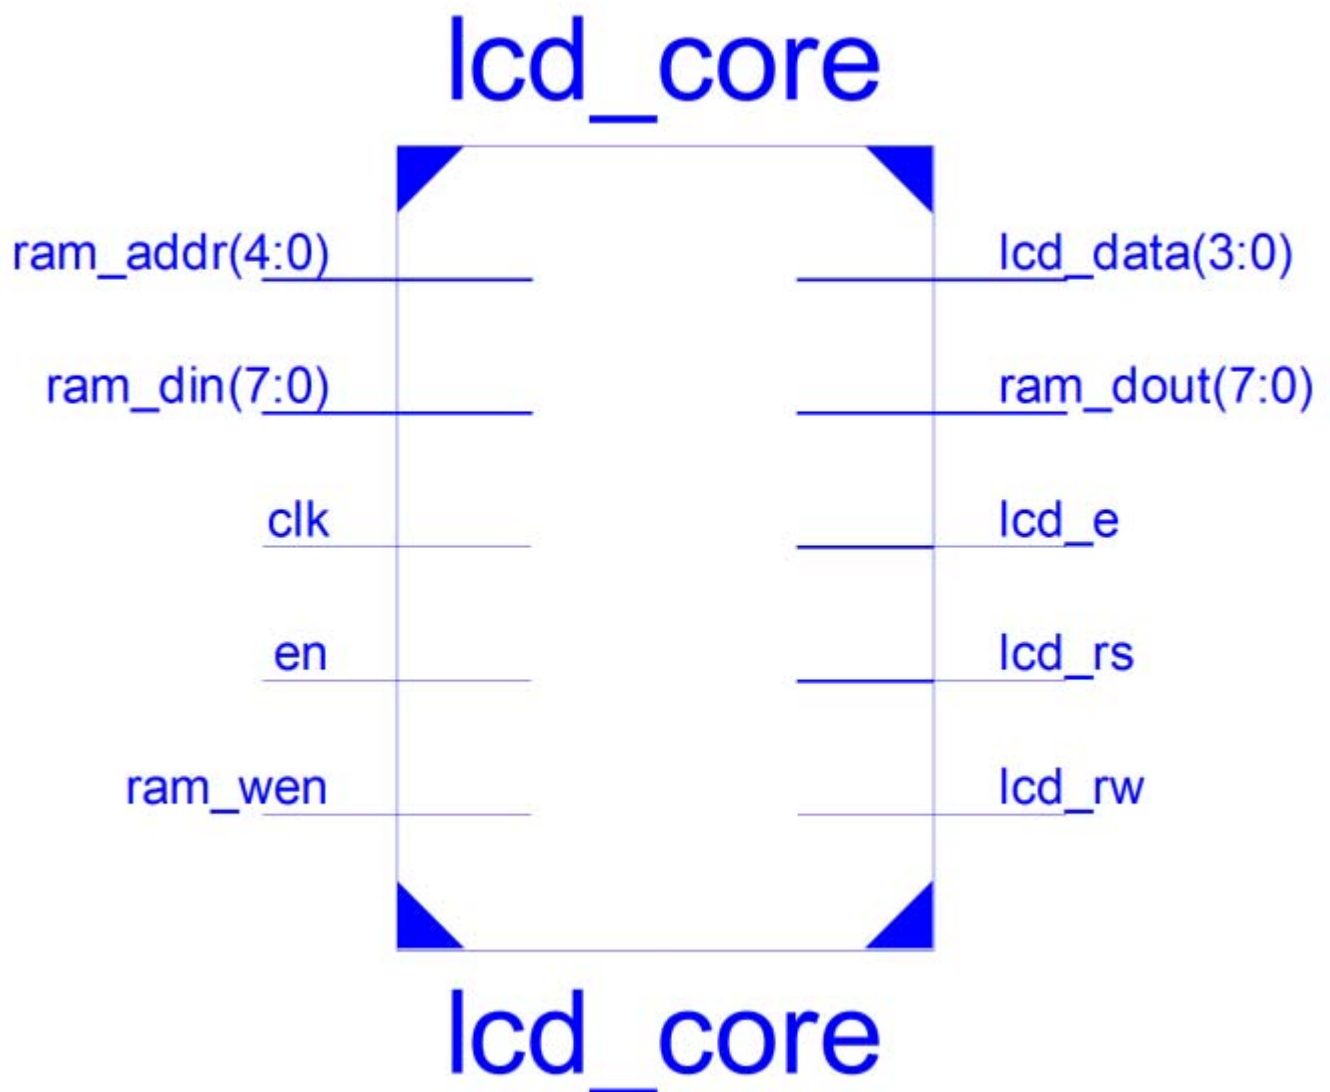 lcd_core
ram_addr(4:0)
lcd_data(3:0)
ram_din(7:0)
ram_dout(7:0)
clk
lcd_e
en
lcd_rs
ram_wen
lcd_rw
lcd_core